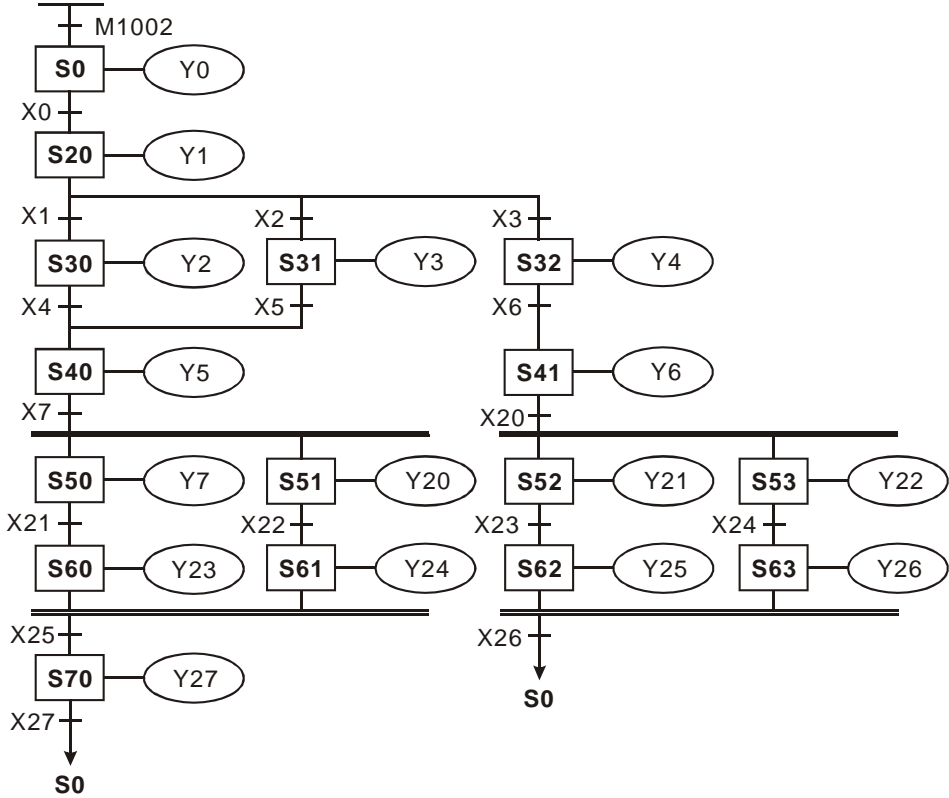 M1002
S0 Y0
X0
S20 Y1
X1 X2 X3
S30 Y2 S31 Y3 S32 Y4
X4 X5 X6
S40 Y5 S41 Y6
X7 X20
S50 Y7 S51 Y20 S52 Y21 S53 Y22
X21 X22 X23 X24
S60 Y23 S61 Y24 S62 Y25 S63 Y26
X25 X26
S70 Y27 S0
X27
S0